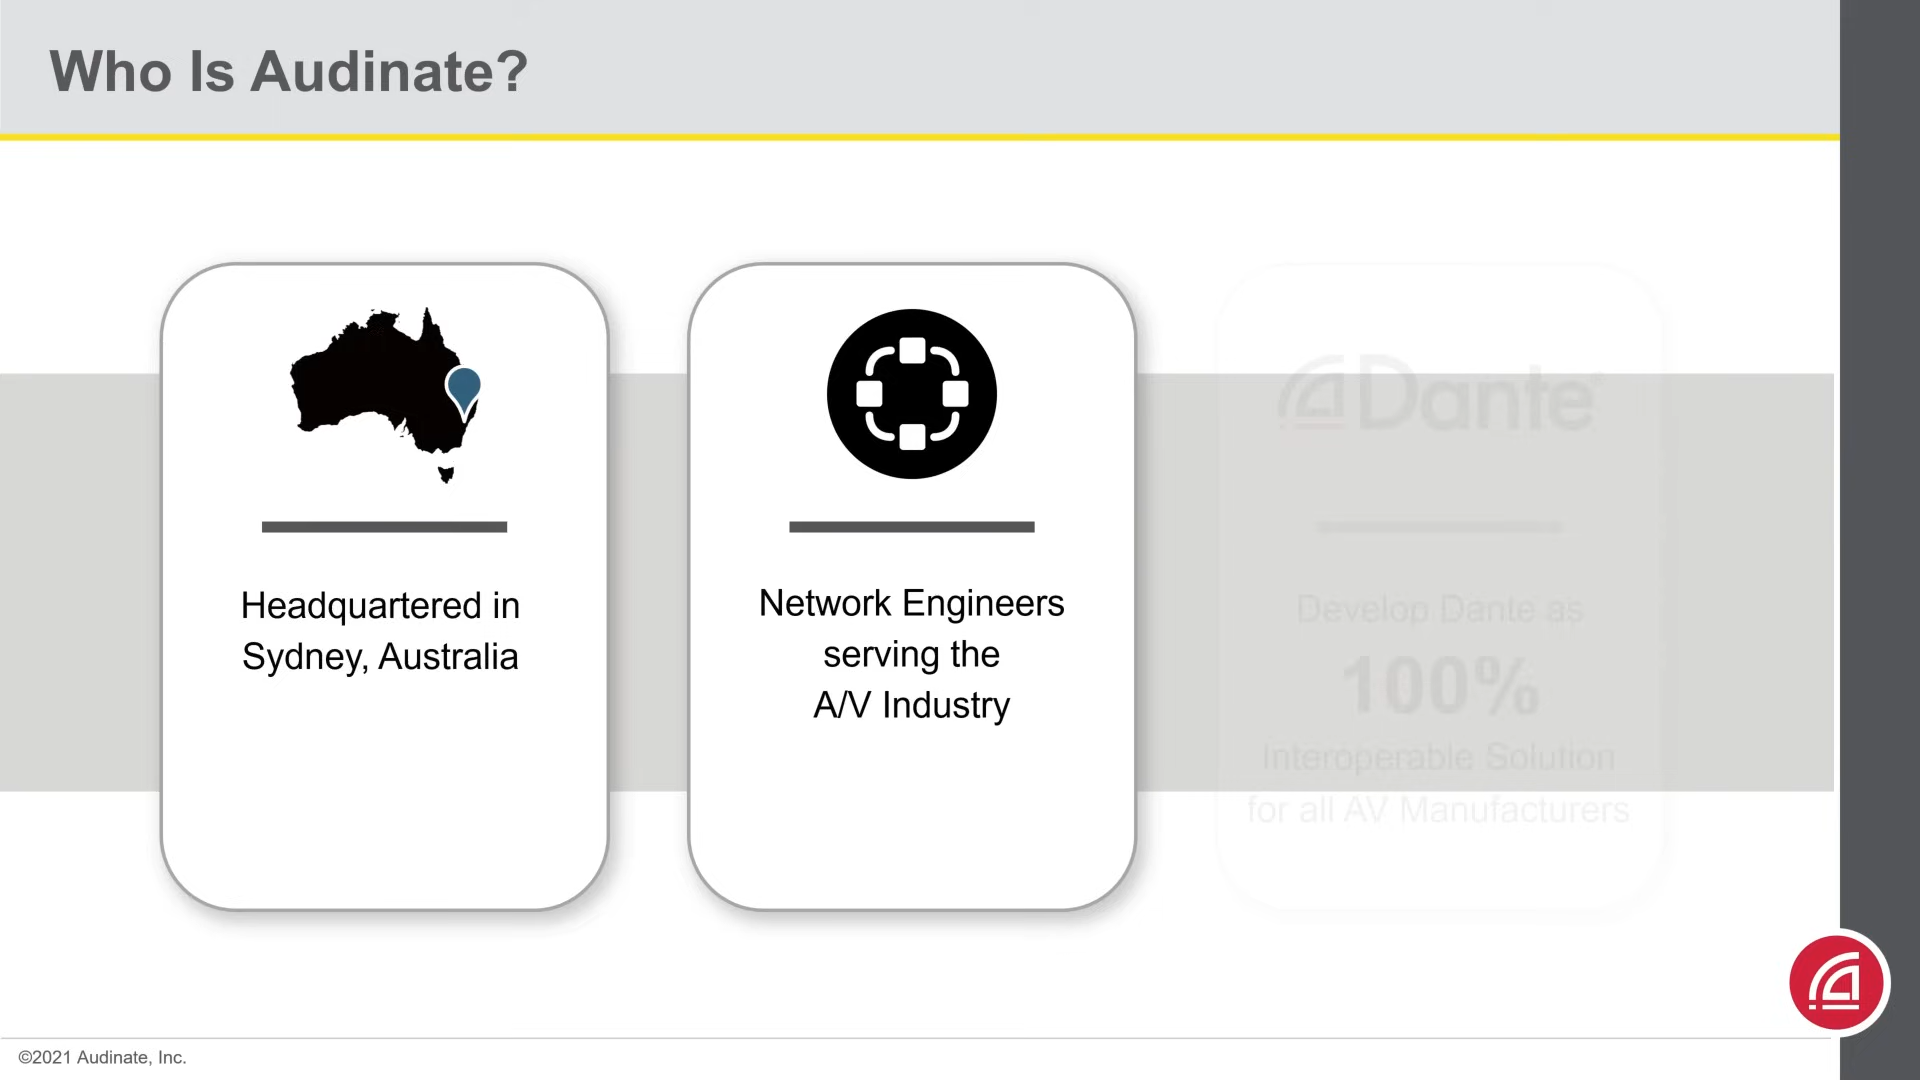 Who Is Audinate?
Headquartered in
Sydney, Australia
Network Engineers
serving the
A/V Industry
Dante®
Develop Dante as
100%
Interoperable Solution
for all AV Manufacturers
©2021 Audinate, Inc.